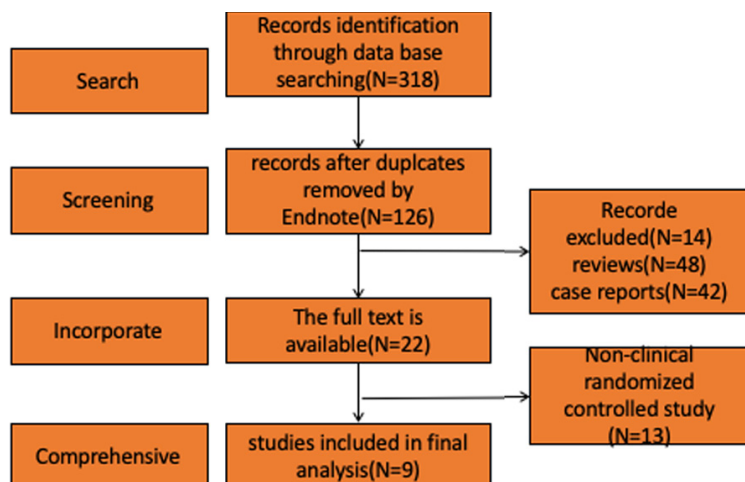 Search
Records identification
through data base
searching(N=318)
Screening
records after duplcates
removed by
Endnote(N=126)
Recorde
excluded(N=14)
reviews(N=48)
case reports(N=42)
Incorporate
The full text is
available(N=22)
Non-clinical
randomized
controlled study
(N=13)
Comprehensive
studies included in final
analysis(N=9)